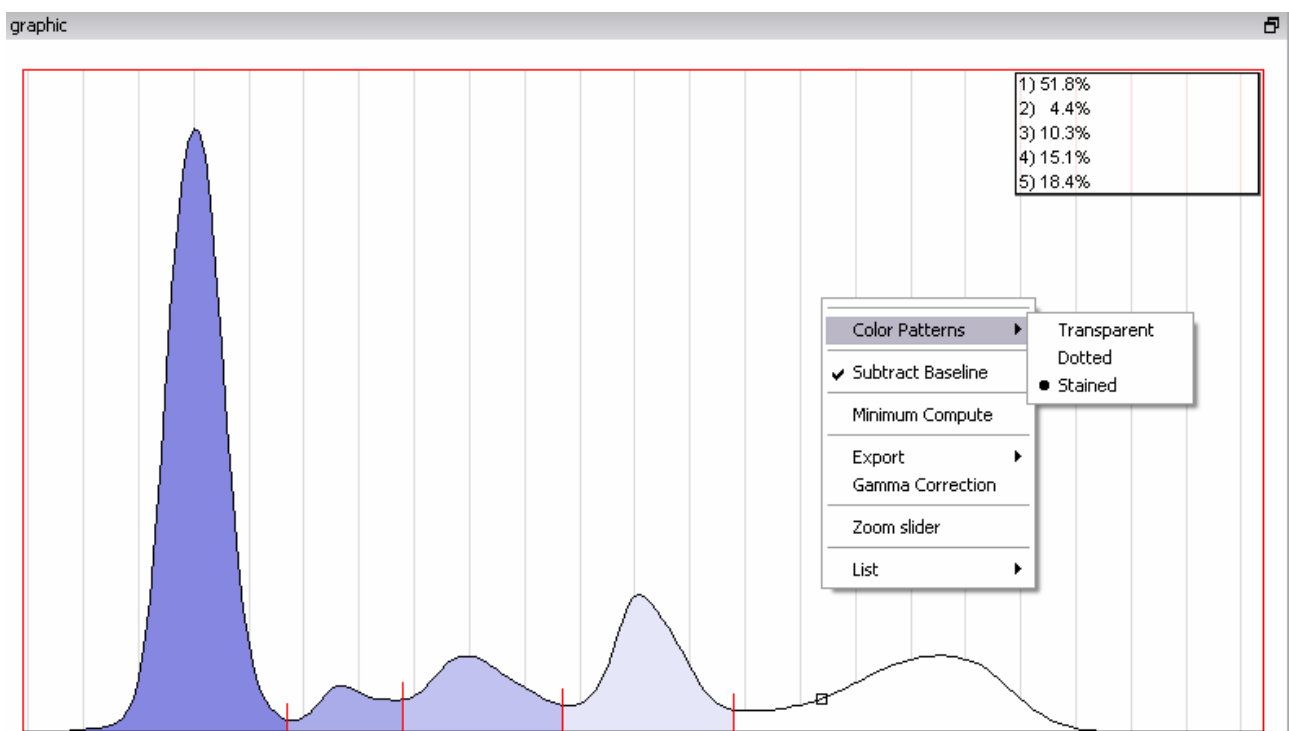 graphic
1) 51.8%
2) 4.4%
3) 10.3%
4) 15.1%
5) 18.4%
Color Patterns
Transparent
Dotted
Stained
Subtract Baseline
Minimum Compute
Export
Gamma Correction
Zoom slider
List